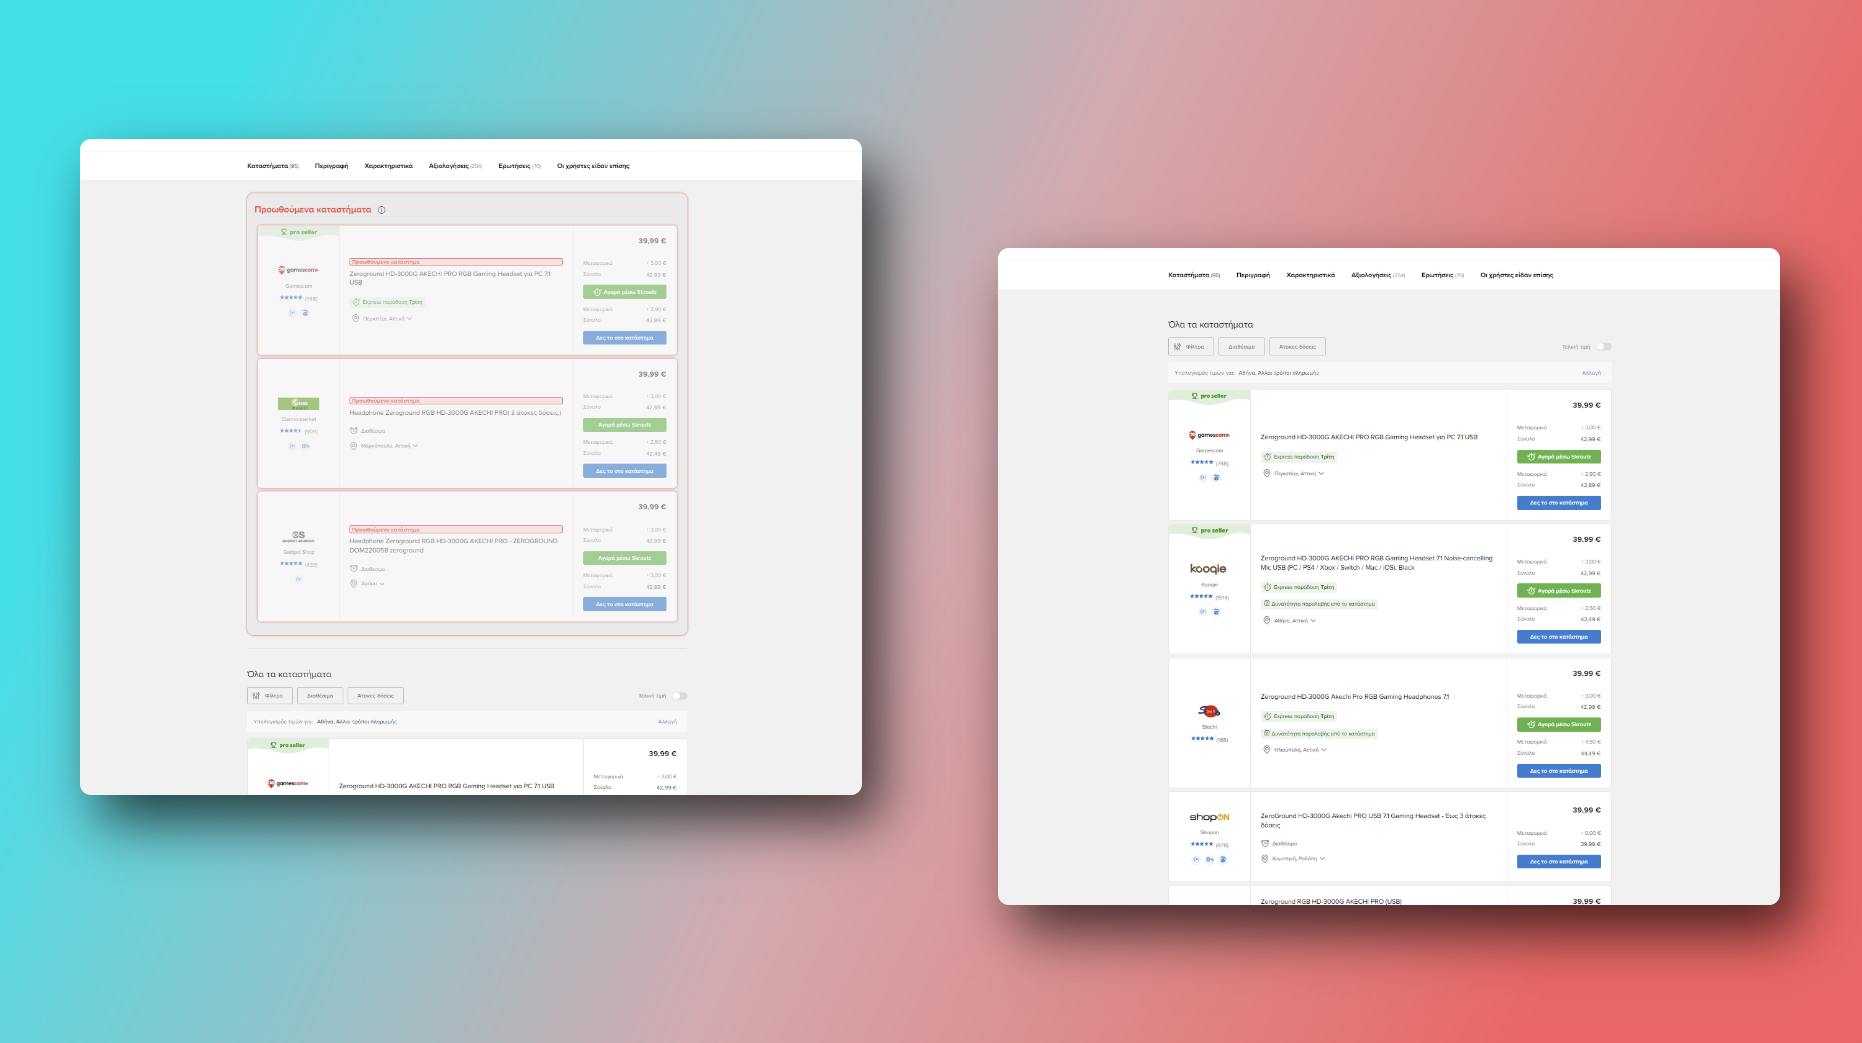 Καταστήματα (95) Περιγραφή Χαρακτηριστικά Αξιολογήσεις (254) Ερωτήσεις (70) Οι χρήστες είδαν επίσης
Προωθούμενα καταστήματα
pro seller
gamescom
Gamescom
(748)
Προωθούμενο κατάστημα
Zeroground HD-3000G AKECHI PRO RGB Gaming Headset για PC 7.1
USB
Express παράδοση Τρίτη
Περιστέρι, Αττική
39,99 €
Μεταφορικά + 3,00 €
Σύνολο 42,99 €
Αγορά μέσω Skroutz
Μεταφορικά + 2,90 €
Σύνολο 42,89 €
Δες το στο κατάστημα
(909)
Προωθούμενο κατάστημα
Headphone Zeroground RGB HD-3000G AKECHI PRO( 3 άτοκες δόσεις;)
Διαθέσιμο
Μαρκόπουλο, Αττική
39,99 €
Μεταφορικά + 3,00 €
Σύνολο 42,99 €
Αγορά μέσω Skroutz
Μεταφορικά + 2,50 €
Σύνολο 42,49 €
Δες το στο κατάστημα
GS
Gadget Shop
(433)
Προωθούμενο κατάστημα
Headphone Zeroground RGB HD-3000G AKECHI PRO - ZEROGROUND
DOM220058 zeroground
Διαθέσιμο
Δράμα
39,99 €
Μεταφορικά + 3,00 €
Σύνολο 42,99 €
Αγορά μέσω Skroutz
Μεταφορικά + 3,00 €
Σύνολο 42,99 €
Δες το στο κατάστημα
Όλα τα καταστήματα
Φίλτρα Διαθέσιμα Άτοκες δόσεις Τελική τιμή
Υπολογισμός τιμών για: Αθήνα, Άλλοι τρόποι πληρωμής Αλλαγή
pro seller
gamescom
Zeroground HD-3000G AKECHI PRO RGB Gaming Headset για PC 7.1 USB
39,99 €
Μεταφορικά + 3,00 €
Σύνολο 42,99 €
Καταστήματα (95) Περιγραφή Χαρακτηριστικά Αξιολογήσεις (254) Ερωτήσεις (70) Οι χρήστες είδαν επίσης
Όλα τα καταστήματα
Φίλτρα Διαθέσιμα Άτοκες δόσεις Τελική τιμή
Υπολογισμός τιμών για: Αθήνα, Άλλοι τρόποι πληρωμής Αλλαγή
pro seller
gamescom
Gamescom
(748)
Zeroground HD-3000G AKECHI PRO RGB Gaming Headset για PC 7.1 USB
Express παράδοση Τρίτη
Περιστέρι, Αττική
39,99 €
Μεταφορικά + 3,00 €
Σύνολο 42,99 €
Αγορά μέσω Skroutz
Μεταφορικά + 2,90 €
Σύνολο 42,89 €
Δες το στο κατάστημα
pro seller
kooqie
Kooqie
(1514)
Zeroground HD-3000G AKECHI PRO RGB Gaming Headset 7.1 Noise-cancelling
Mic USB (PC / PS4 / Xbox / Switch / Mac / iOS), Black
Express παράδοση Τρίτη
Δυνατότητα παραλαβής από το κατάστημα
Αθήνα, Αττική
39,99 €
Μεταφορικά + 3,00 €
Σύνολο 42,99 €
Αγορά μέσω Skroutz
Μεταφορικά + 2,50 €
Σύνολο 42,49 €
Δες το στο κατάστημα
Stechi
(188)
Zeroground HD-3000G Akechi Pro RGB Gaming Headphones 7.1
Express παράδοση Τρίτη
Δυνατότητα παραλαβής από το κατάστημα
Ηλιούπολη, Αττική
39,99 €
Μεταφορικά + 3,00 €
Σύνολο 42,99 €
Αγορά μέσω Skroutz
Μεταφορικά + 4,50 €
Σύνολο 44,49 €
Δες το στο κατάστημα
shopON
Shopon
(678)
ZeroGround HD-3000G Akechi PRO USB 7.1 Gaming Headset - Έως 3 άτοκες
δόσεις
Διαθέσιμο
Κομοτηνή, Ροδόπη
39,99 €
Μεταφορικά + 0,00 €
Σύνολο 39,99 €
Δες το στο κατάστημα
Zeroground RGB HD-3000G AKECHI PRO (USB)
39,99 €